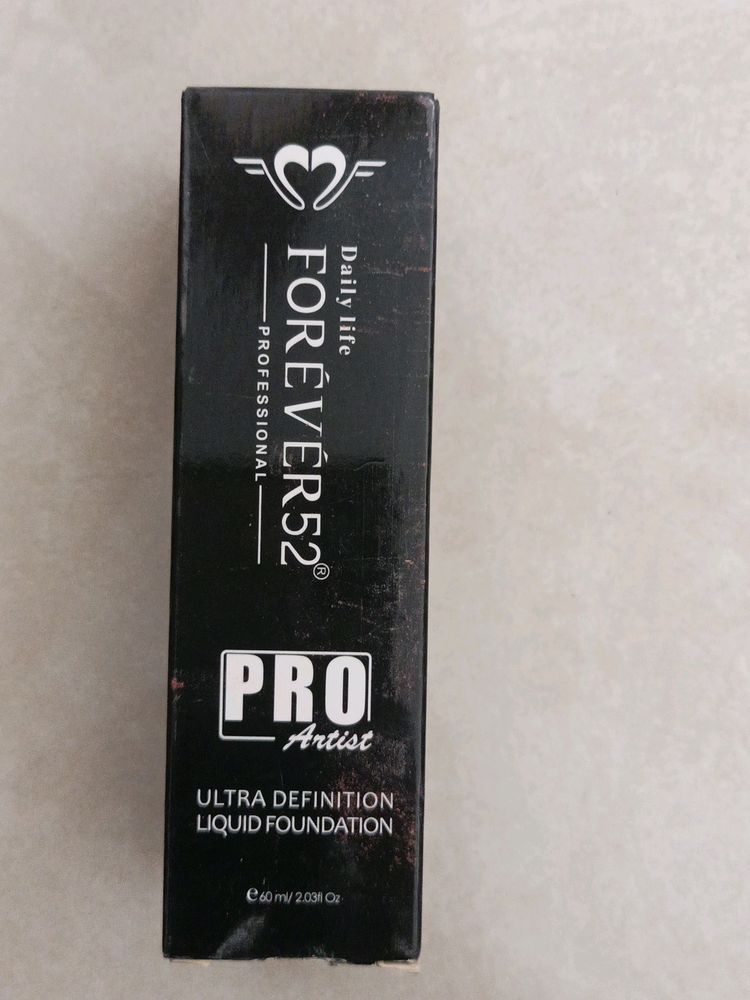 Daily life
FORÉVÉR52®
PROFESSIONAL
PRO
Artist
ULTRA DEFINITION
LIQUID FOUNDATION
℮60 ml/ 2.03fl Oz